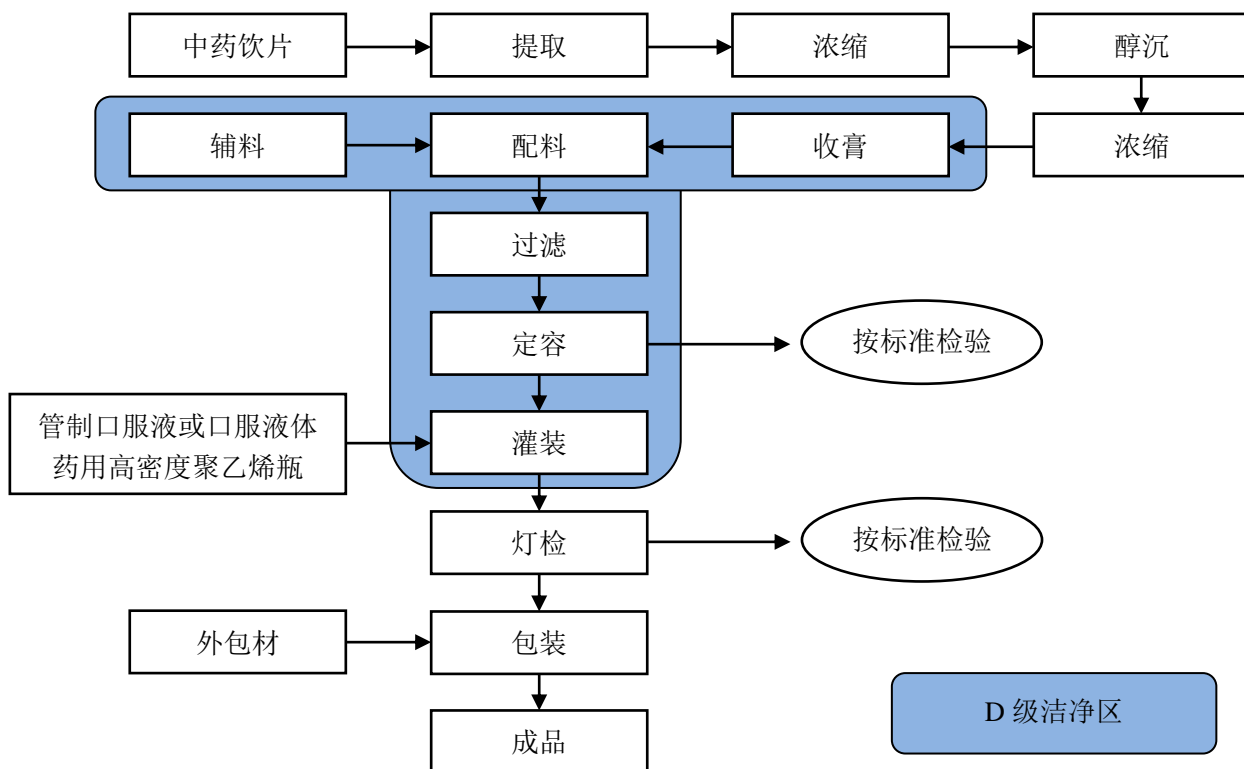 中药饮片
提取
浓缩
醇沉
辅料
配料
收膏
浓缩
过滤
定容
按标准检验
管制口服液或口服液体
药用高密度聚乙烯瓶
灌装
灯检
按标准检验
外包材
包装
D 级洁净区
成品